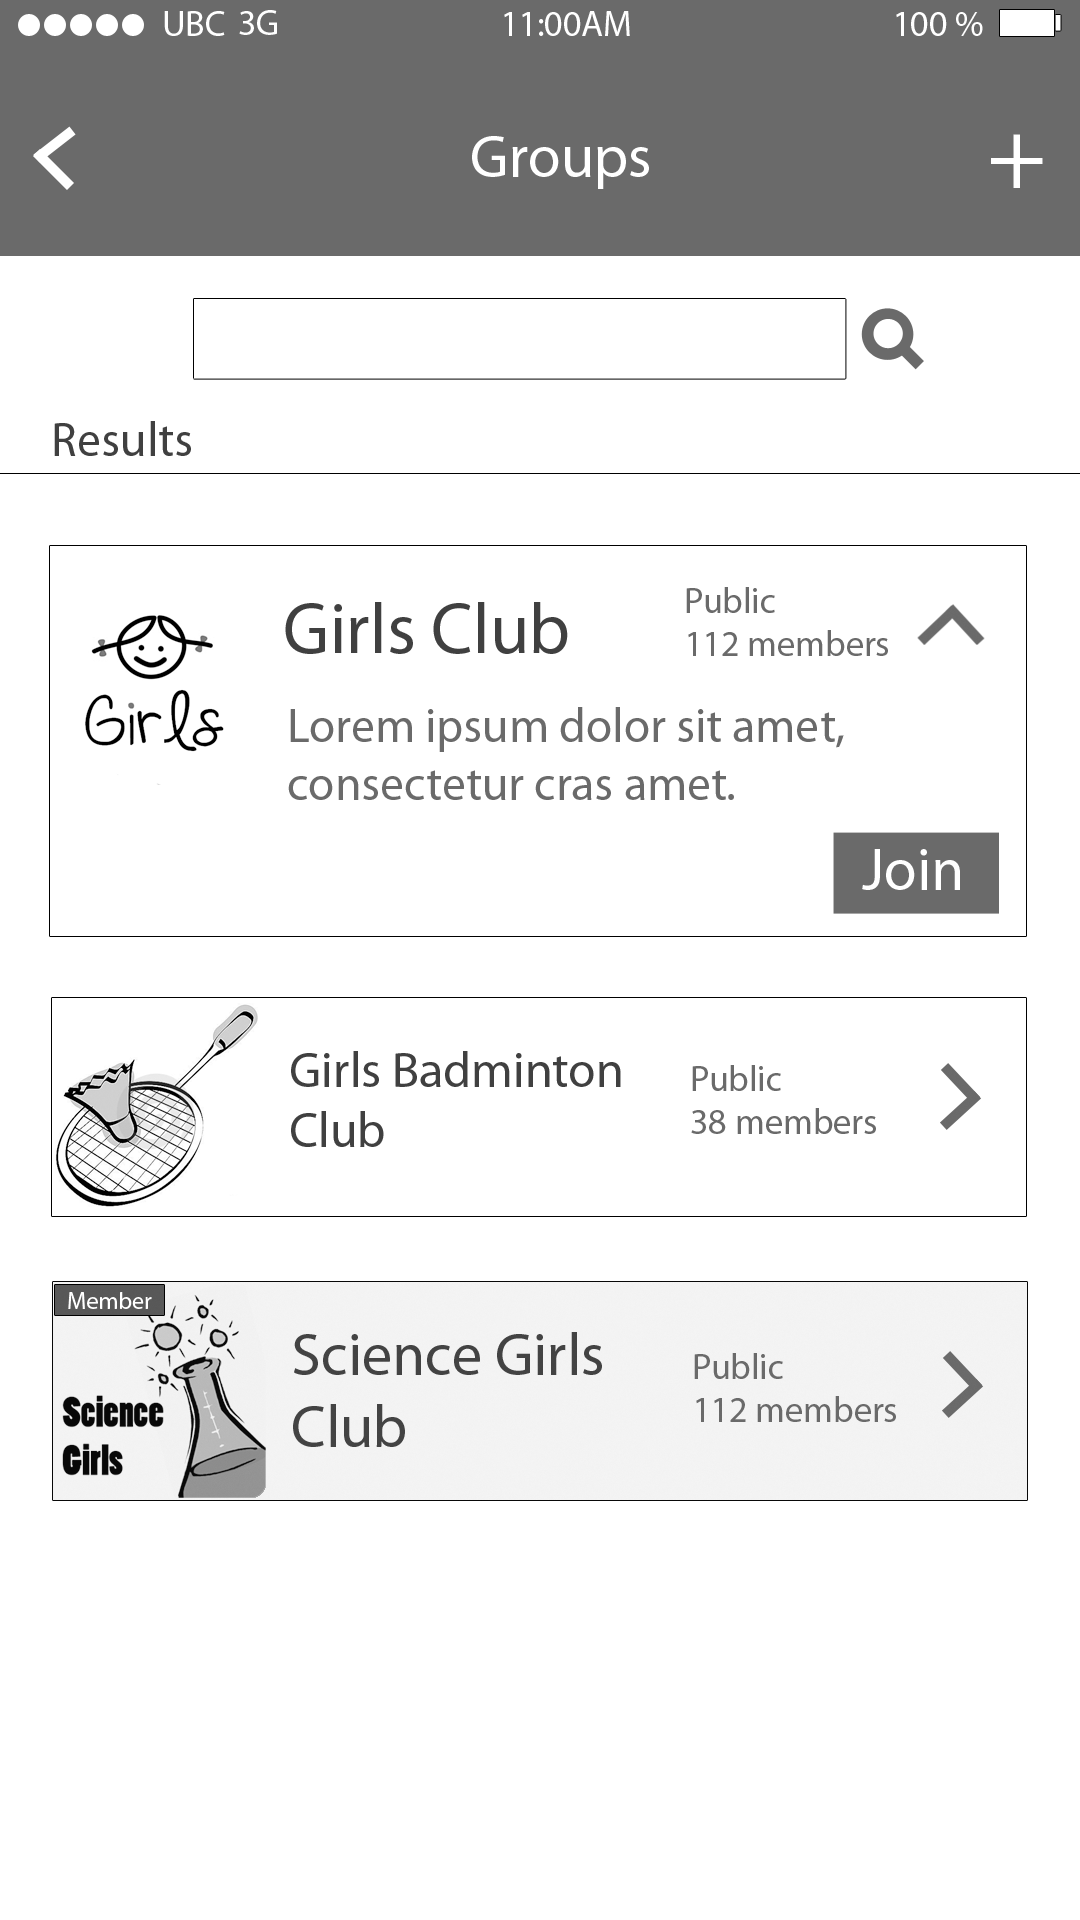 UBC 3G 11:00AM 100 %
Groups
Results
Girls
Girls Club
Public
112 members
Lorem ipsum dolor sit amet,
consectetur cras amet.
Join
Girls Badminton
Club
Public
38 members
Member
Science
Girls
Science Girls
Club
Public
112 members